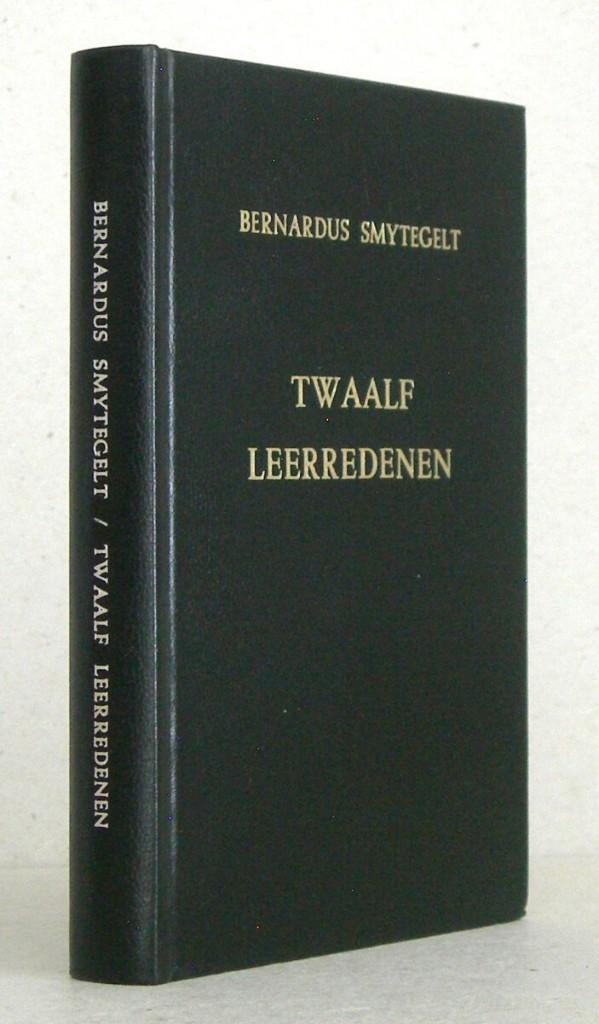 BERNARDUS SMYTEGELT / TWAALF LEERREDENEN
BERNARDUS SMYTEGELT
TWAALF
LEERREDENEN